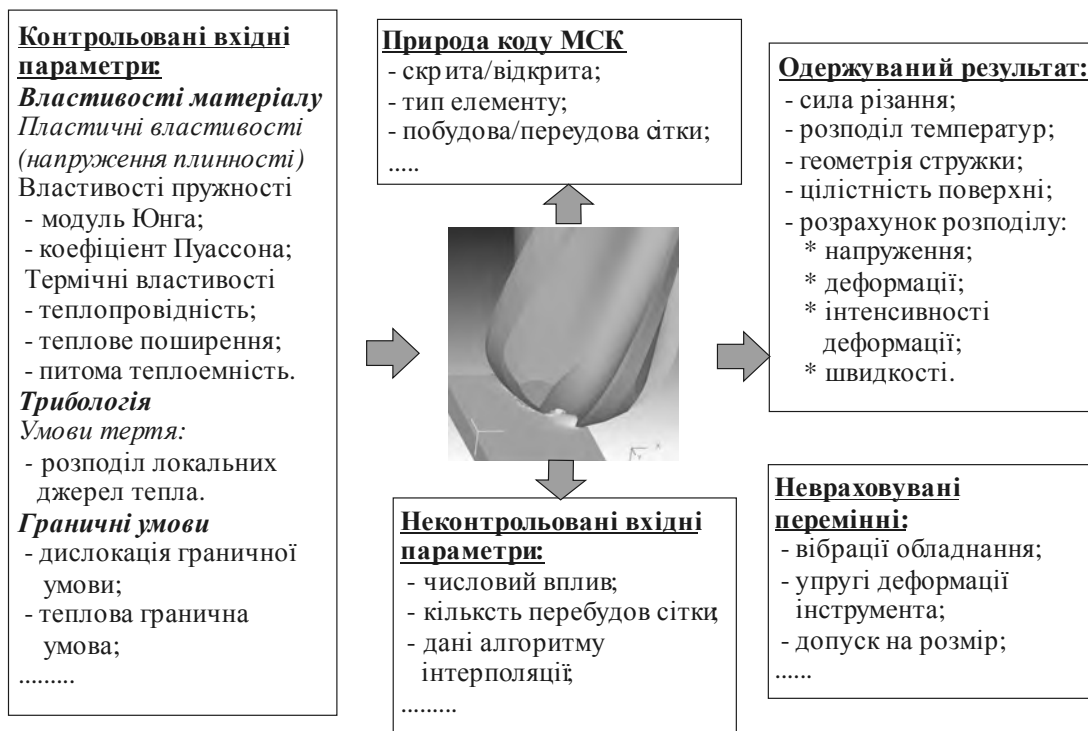 Контрольовані вхідні
параметри:
Властивості матеріалу
Пластичні властивості
(напруження плинності)
Властивості пружності
- модуль Юнга;
- коефіцієнт Пуассона;
Термічні властивості
- теплопровідність;
- теплове поширення;
- питома теплоемність.
Трибологія
Умови тертя:
- розподіл локальних
джерел тепла.
Граничні умови
- дислокація граничної
умови;
- теплова гранична
умова;
.........
Природа коду МСК
- скрита/відкрита;
- тип елементу;
- побудова/переудова сітки;
.....
Неконтрольовані вхідні
параметри:
- числовий вплив;
- кільксть перебудов сітки;
- дані алгоритму
інтерполяції;
.........
Одержуваний результат:
- сила різання;
- розподіл температур;
- геометрія стружки;
- цілістність поверхні;
- розрахунок розподілу:
* напруження;
* деформації;
* інтенсивності
деформації;
* швидкості.
Невраховувані
перемінні:
- вібрації обладнання;
- упругі деформації
інструмента;
- допуск на розмір;
......